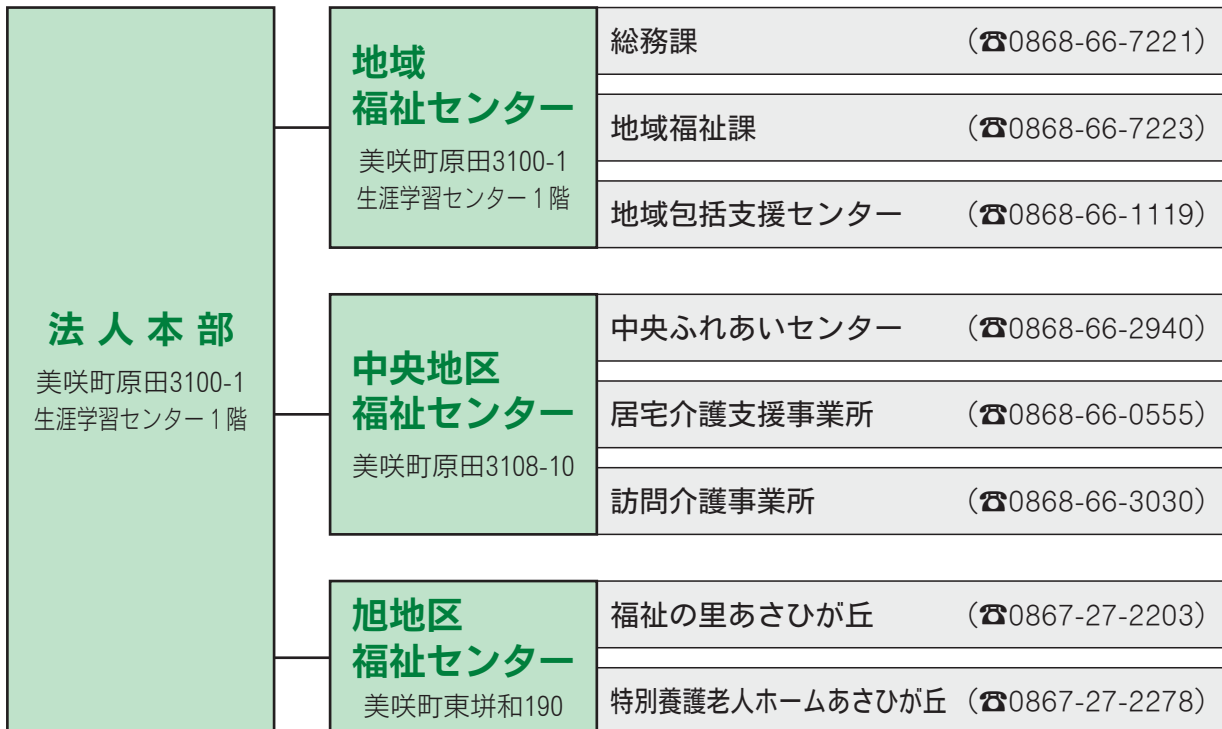 法人本部
美咲町原田3100-1
生涯学習センター1階
地域
福祉センター
美咲町原田3100-1
生涯学習センター1階
総務課 （☎0868-66-7221）
地域福祉課 （☎0868-66-7223）
地域包括支援センター （☎0868-66-1119）
中央地区
福祉センター
美咲町原田3108-10
中央ふれあいセンター （☎0868-66-2940）
居宅介護支援事業所 （☎0868-66-0555）
訪問介護事業所 （☎0868-66-3030）
旭地区
福祉センター
美咲町東垪和190
福祉の里あさひが丘 （☎0867-27-2203）
特別養護老人ホームあさひが丘 （☎0867-27-2278）